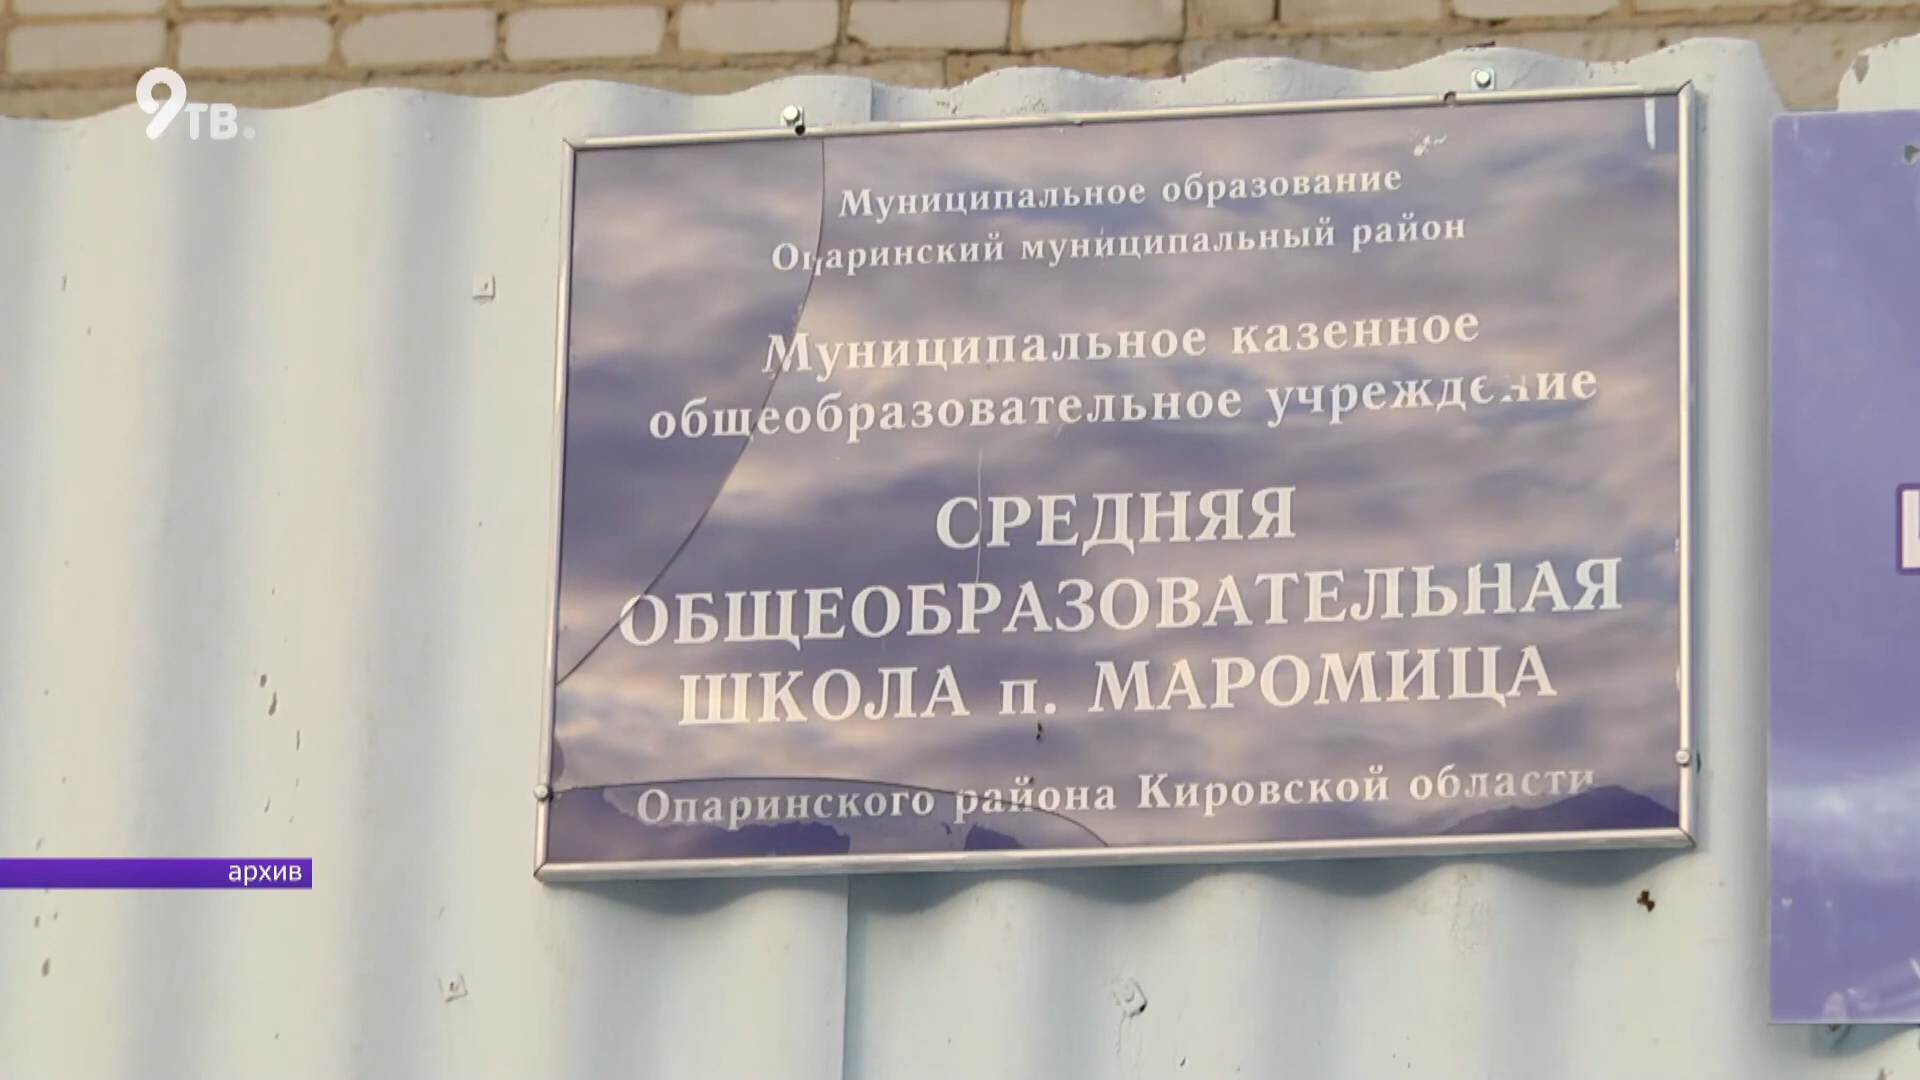 9ТВ.
Муниципальное образование
Опаринский муниципальный район
Муниципальное казенное
общеобразовательное учреждение
СРЕДНЯЯ
ОБЩЕОБРАЗОВАТЕЛЬНАЯ
ШКОЛА п. МАРОМИЦА
Опаринского района Кировской области
архив